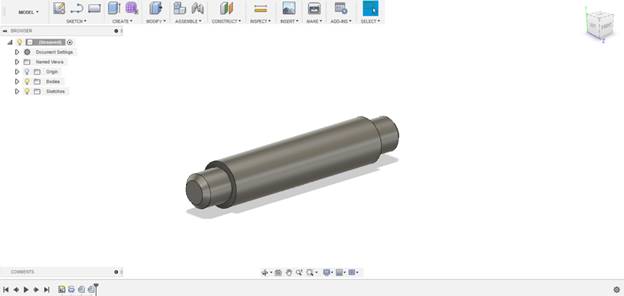 MODEL
SKETCH CREATE MODIFY ASSEMBLE CONSTRUCT INSPECT INSERT MAKE ADD-INS SELECT
BROWSER
(Unsaved)
Document Settings
Named Views
Origin
Bodies
Sketches
COMMENTS